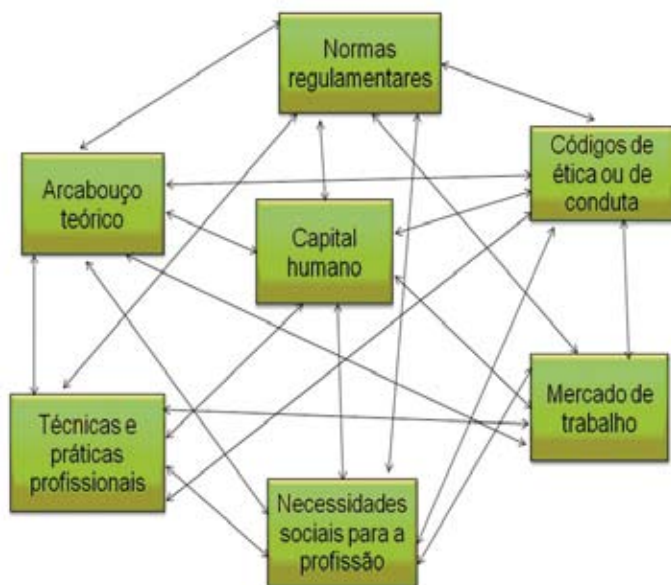 Normas
regulamentares
Códigos de
ética ou de
conduta
Arcabouço
teórico
Capital
humano
Mercado de
trabalho
Técnicas e
práticas
profissionais
Necessidades
sociais para a
profissão